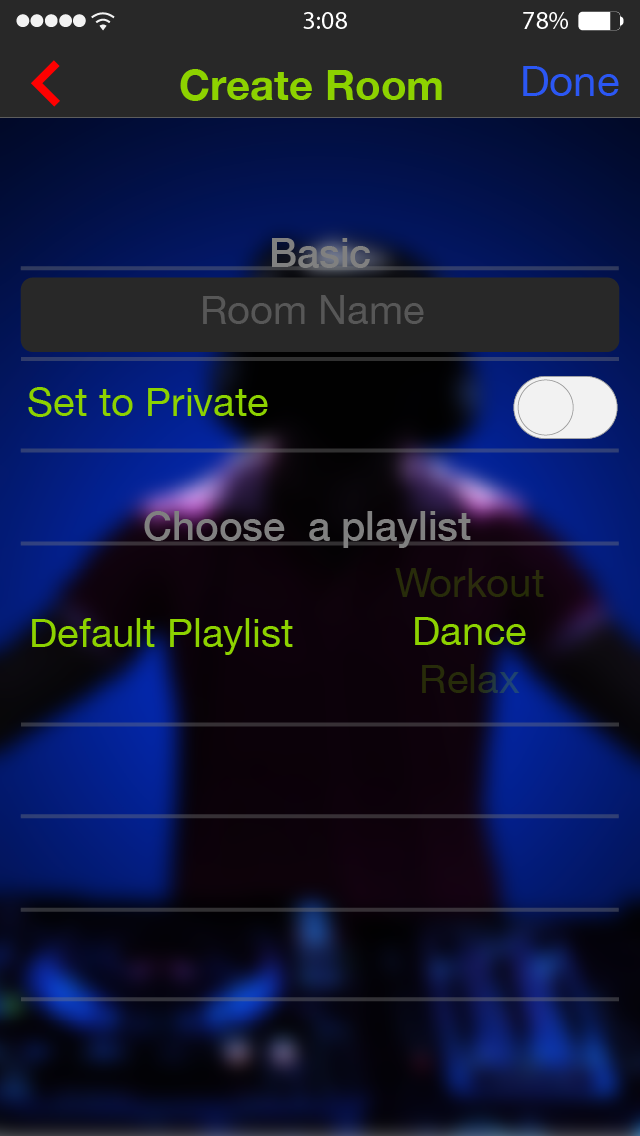 3:08 78%
Create Room Done
Basic
Room Name
Set to Private
Choose  a playlist
Workout
Default Playlist Dance
Relax